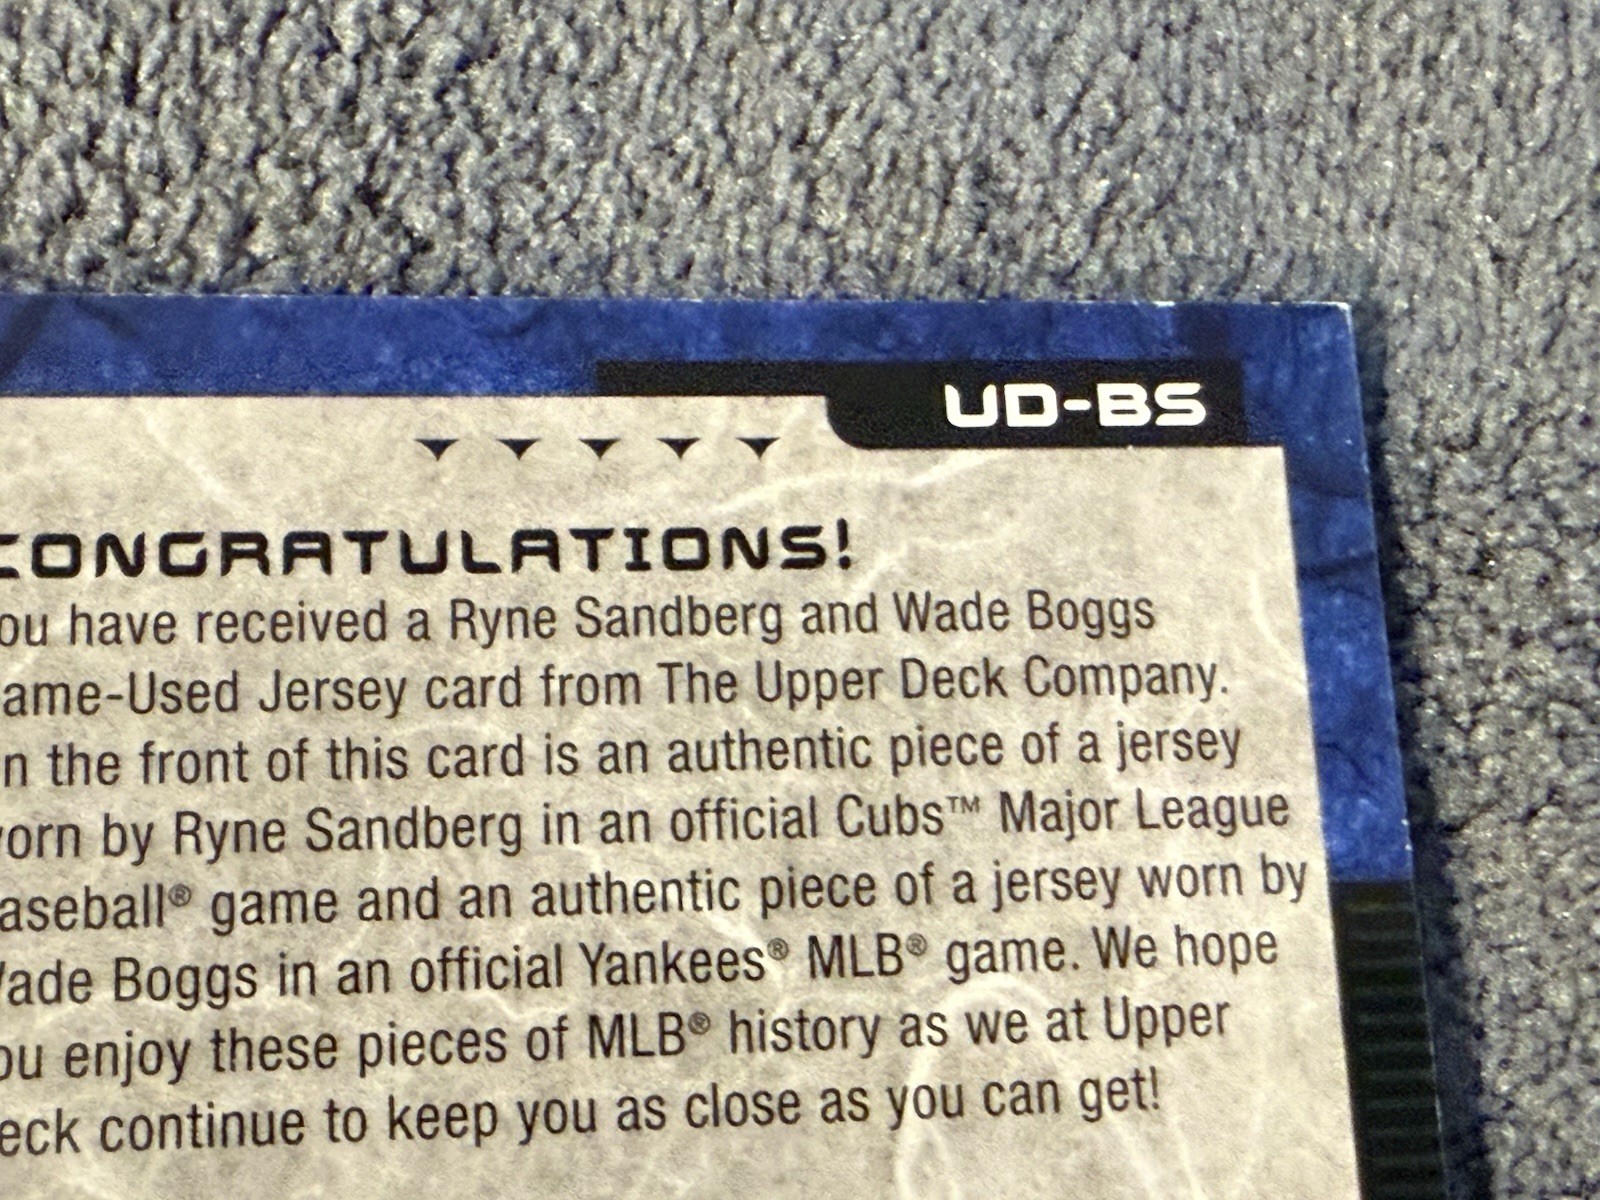 UD-BS
CONGRATULATIONS!
ou have received a Ryne Sandberg and Wade Boggs
ame-Used Jersey card from The Upper Deck Company.
n the front of this card is an authentic piece of a jersey
orn by Ryne Sandberg in an official Cubs™ Major League
aseball® game and an authentic piece of a jersey worn by
ade Boggs in an official Yankees® MLB® game. We hope
ou enjoy these pieces of MLB® history as we at Upper
eck continue to keep you as close as you can get!